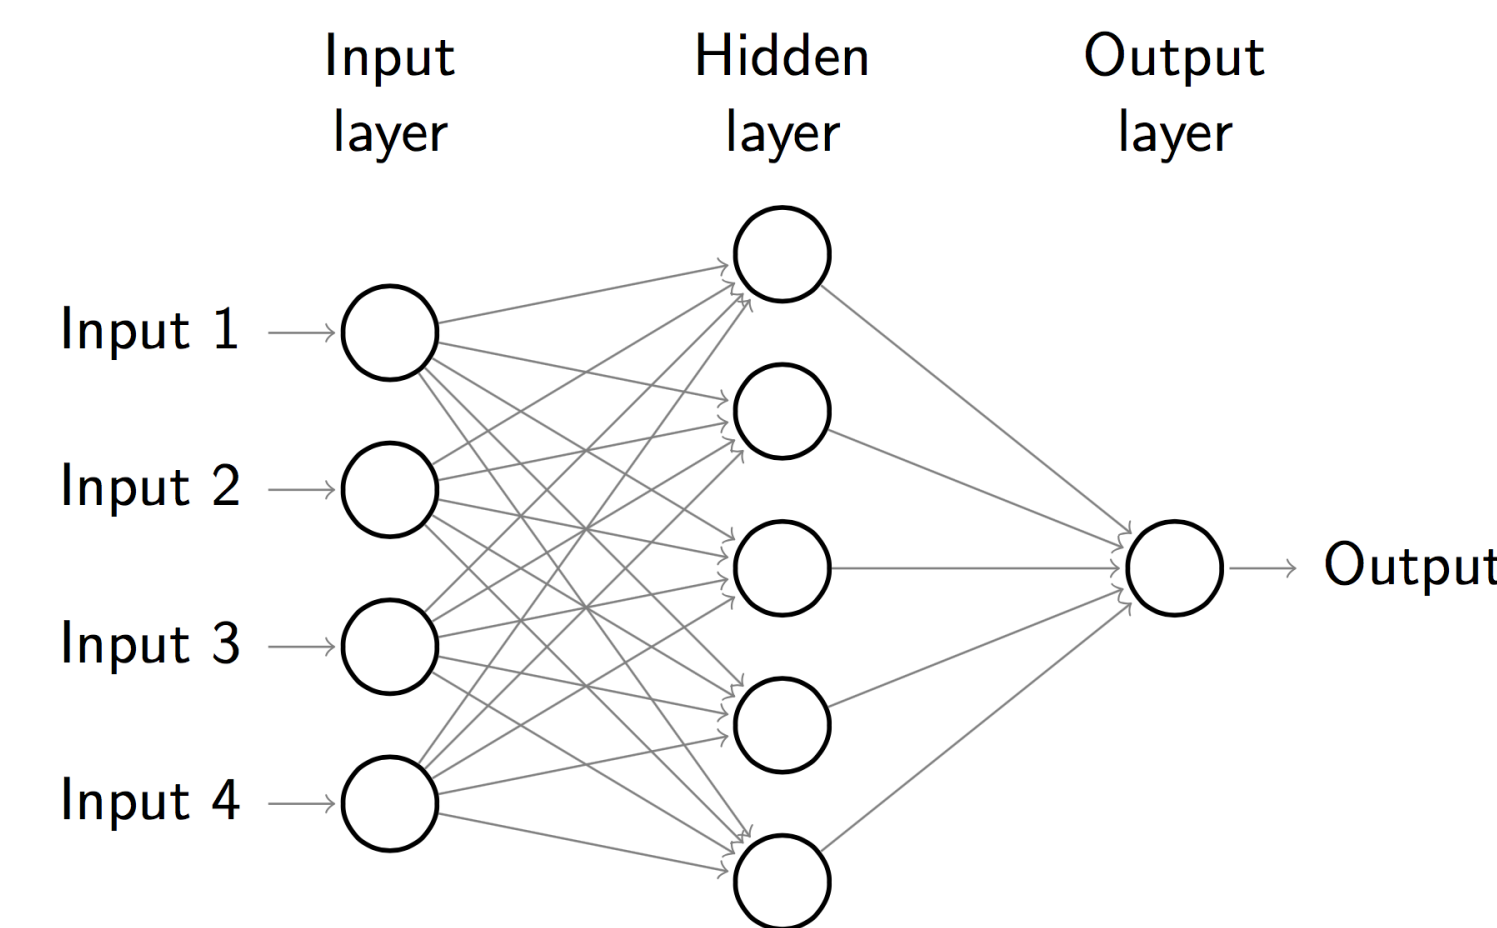 Input
layer
Hidden
layer
Output
layer
Input 1
Input 2
Input 3
Input 4
Output